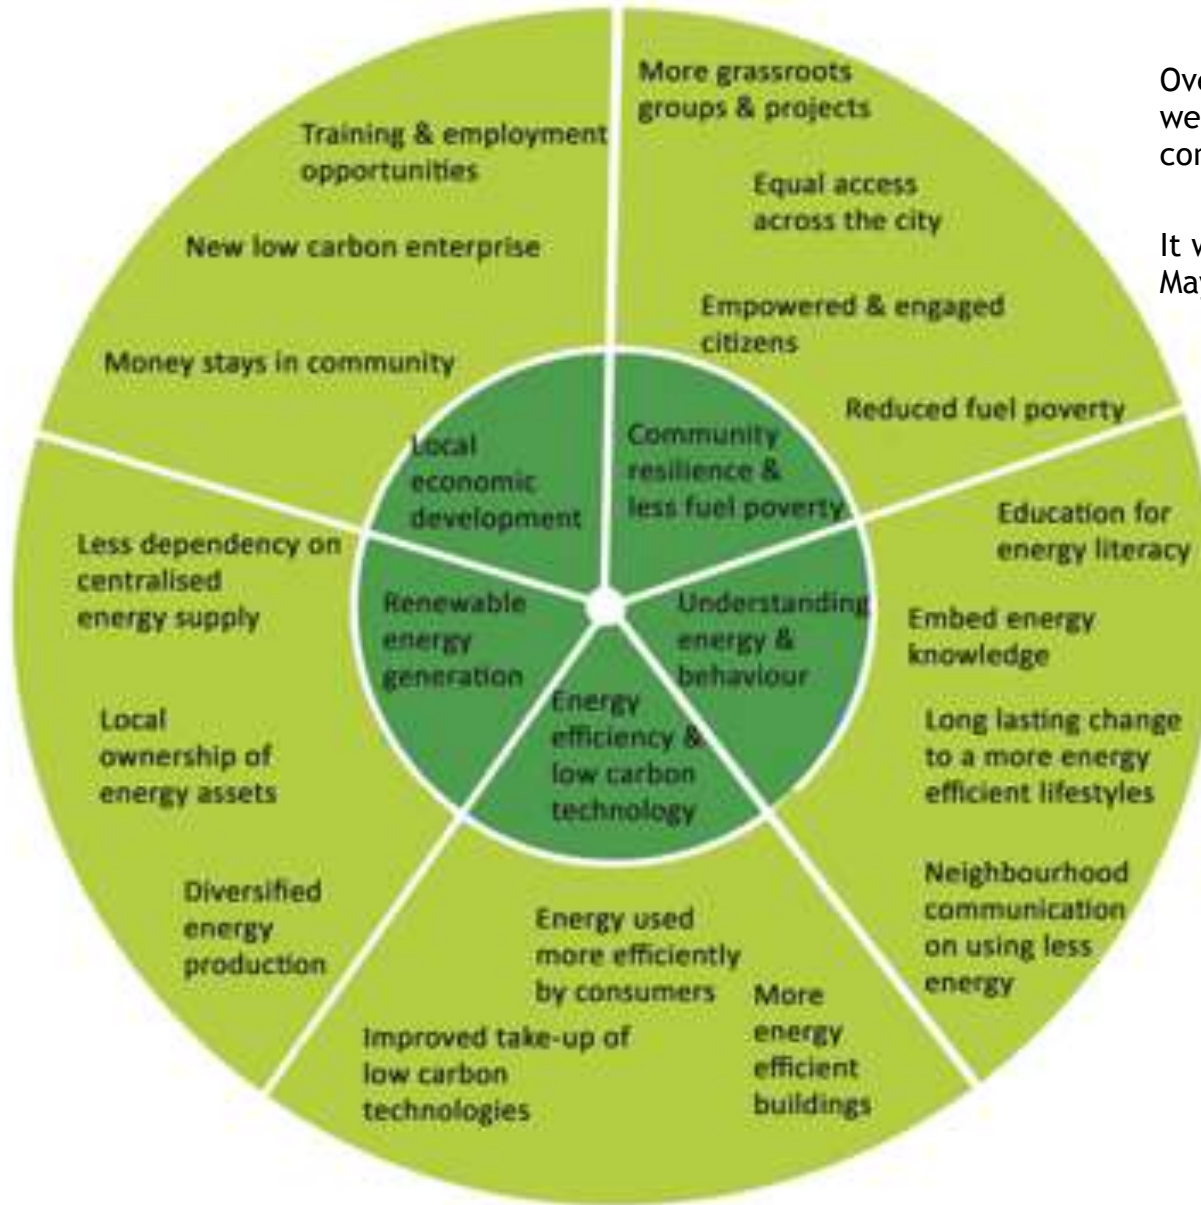 More grassroots
groups & projects
Equal access
across the city
Empowered & engaged
citizens
Reduced fuel poverty
Community
resilience &
less fuel poverty
Education for
energy literacy
Embed energy
knowledge
Long lasting change
to a more energy
efficient lifestyles
Neighbourhood
communication
on using less
energy
Understanding
energy &
behaviour
Energy
efficiency &
low carbon
technology
Energy used
more efficiently
by consumers
More
energy
efficient
buildings
Improved take-up of
low carbon
technologies
Renewable
energy
generation
Less dependency on
centralised
energy supply
Local
ownership of
energy assets
Diversified
energy
production
Local
economic
development
Training & employment
opportunities
New low carbon enterprise
Money stays in community
we
It